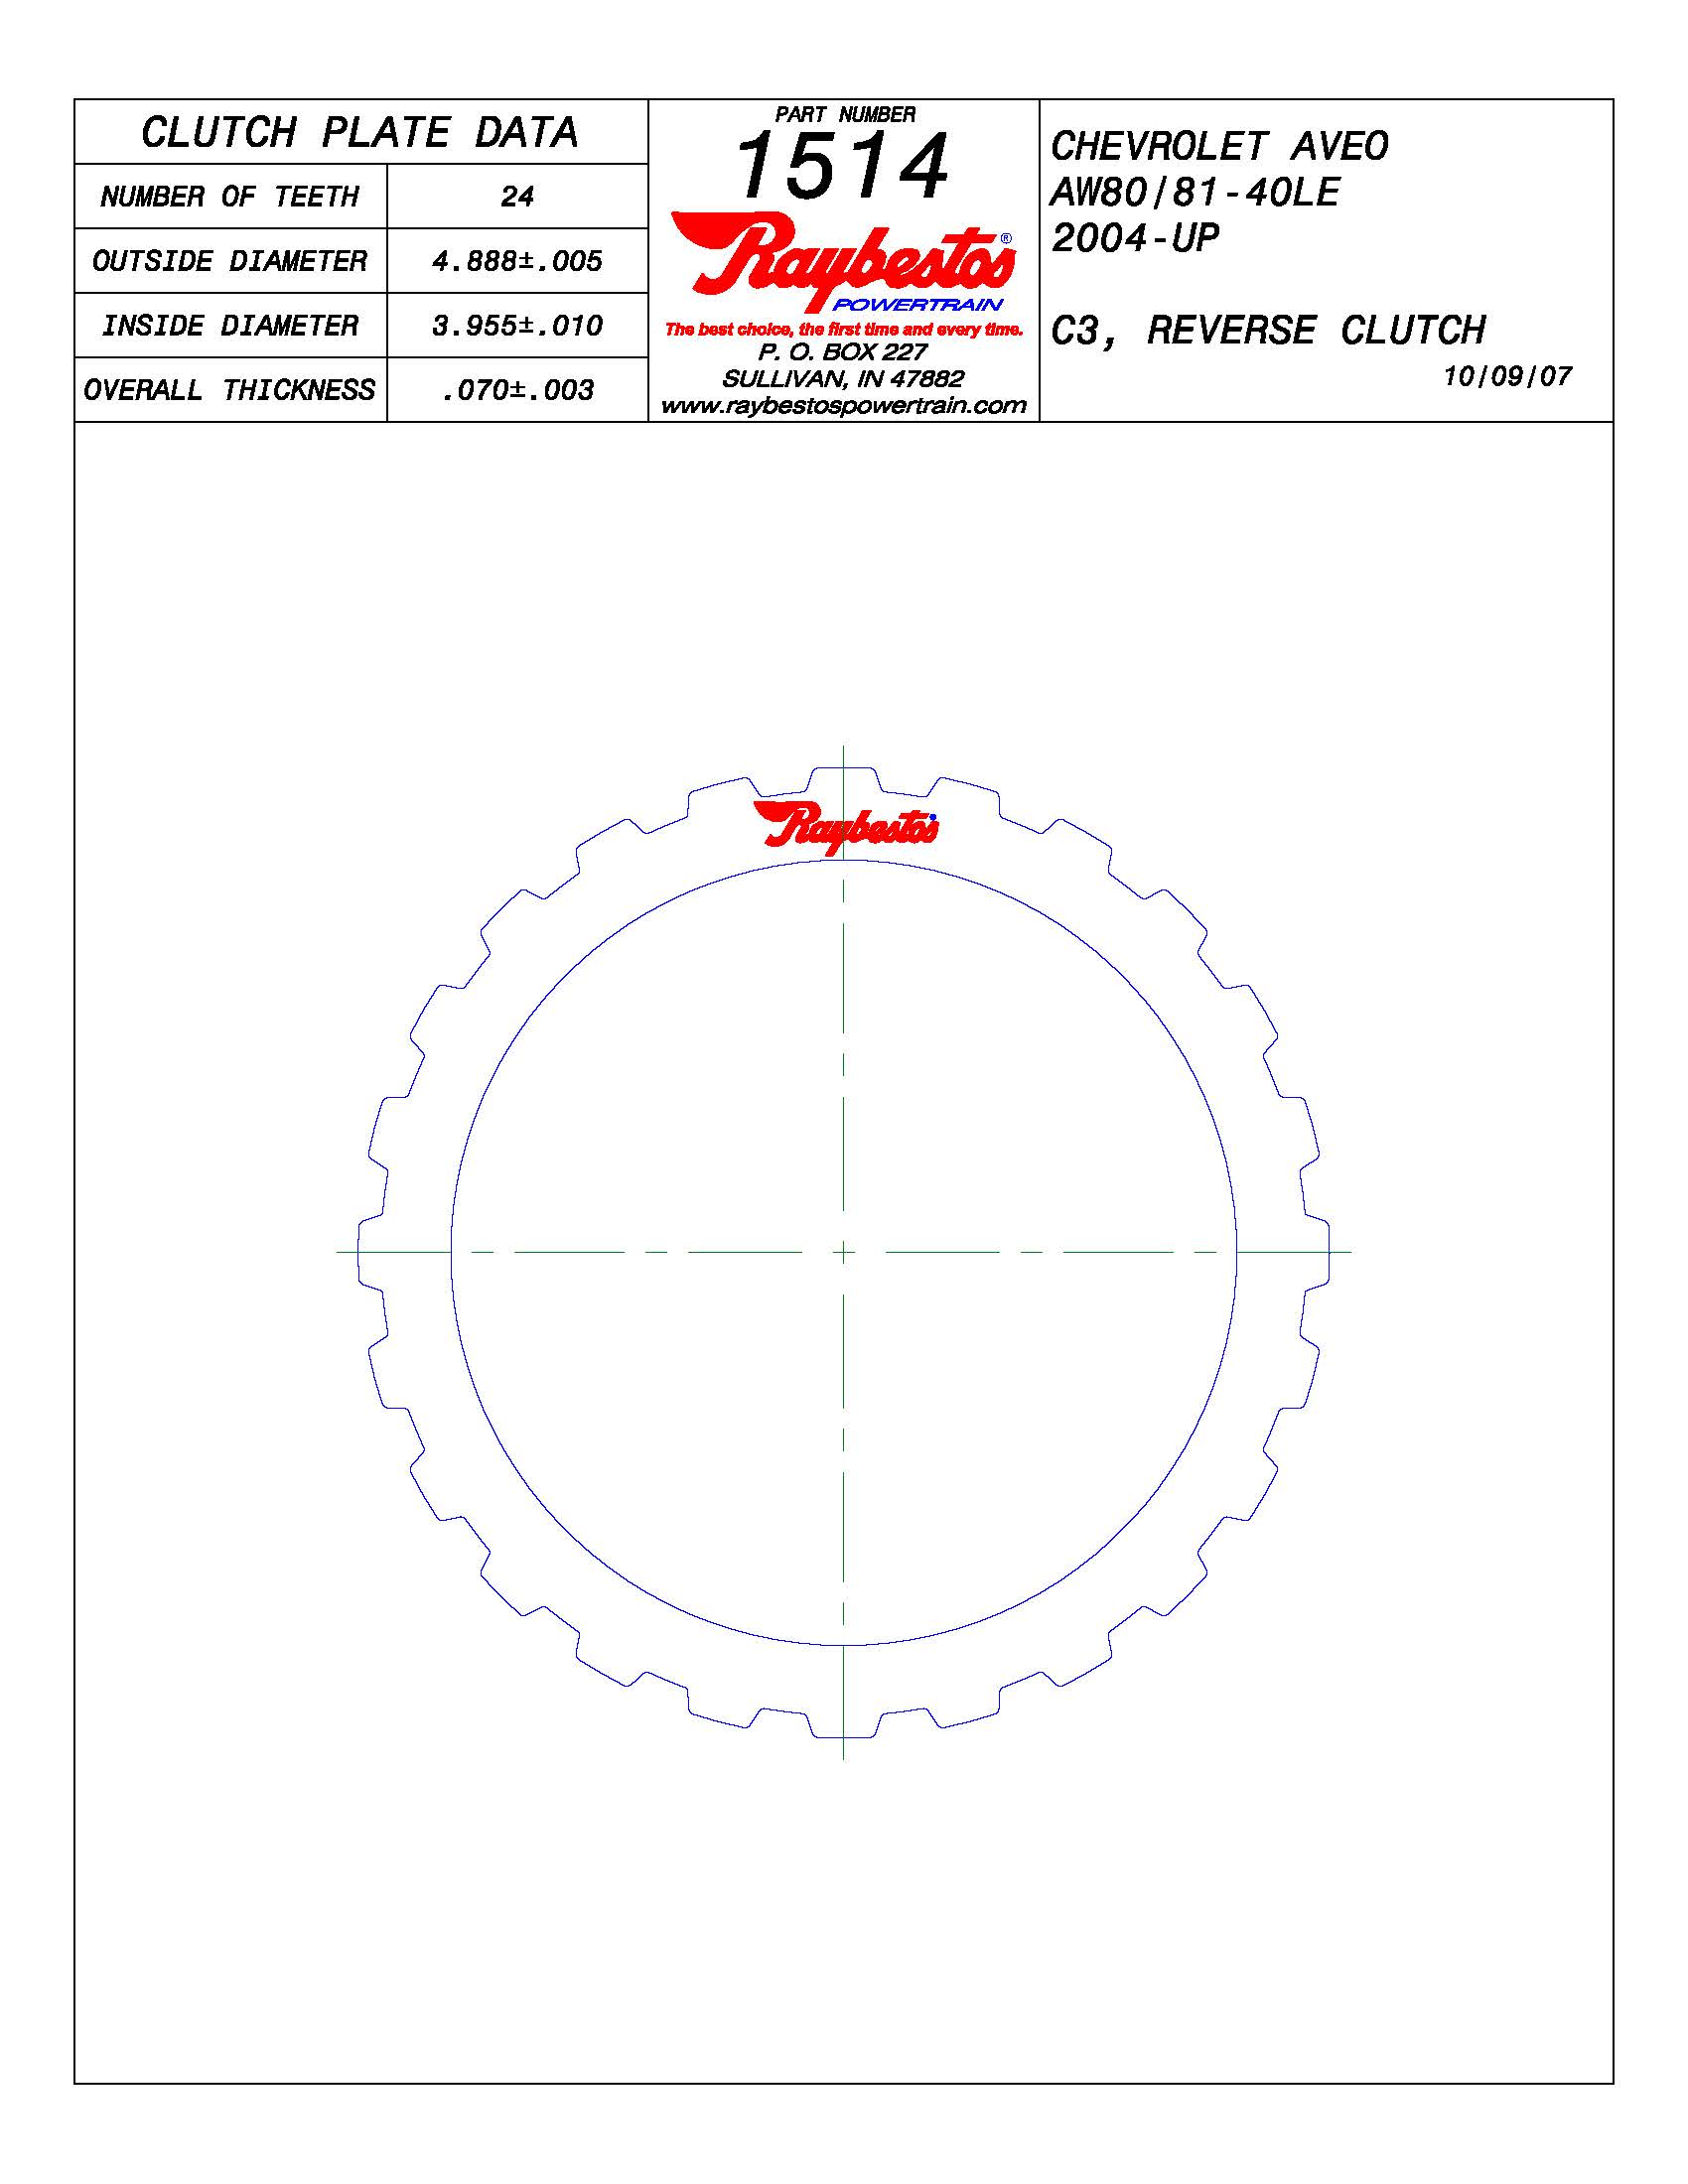 CLUTCH PLATE DATA
NUMBER OF TEETH 24
OUTSIDE DIAMETER 4.888±.005
INSIDE DIAMETER 3.955±.010
OVERALL THICKNESS .070±.003
PART NUMBER
1514
Raybestos®
POWERTRAIN
The best choice, the first time and every time.
P. O. BOX 227
SULLIVAN, IN 47882
www.raybestospowertrain.com
CHEVROLET AVEO
AW80/81-40LE
2004-UP
C3, REVERSE CLUTCH
10/09/07
Raybestos